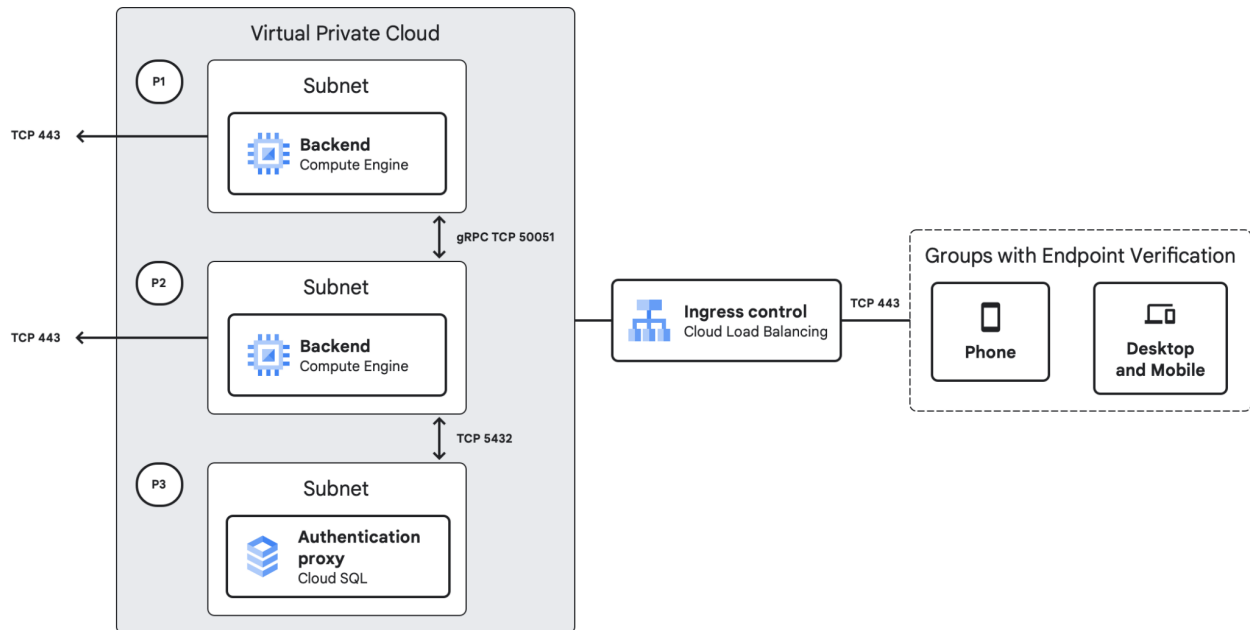 Virtual Private Cloud
P1
Subnet
TCP 443
Backend
Compute Engine
gRPC TCP 50051
P2
Subnet
TCP 443
Backend
Compute Engine
TCP 5432
P3
Subnet
Authentication
proxy
Cloud SQL
Ingress control
Cloud Load Balancing
TCP 443
Groups with Endpoint Verification
Phone
Desktop
and Mobile